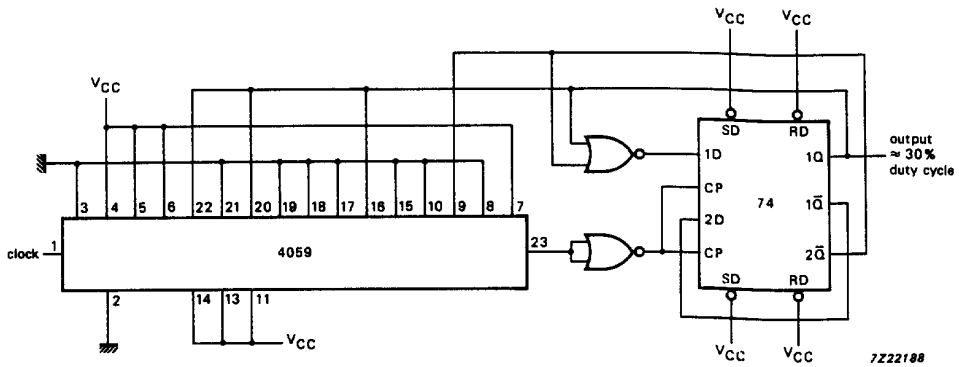 VCC VCC
VCC
SD RD
1D 1Q output
≈ 30%
duty cycle
CP
2D 74 1Q̅
CP 2Q̅
SD RD
3 4 5 6 22 21 20 19 18 17 16 15 10 9 8 7
clock 1 4059 23
2 14 13 11
VCC
VCC VCC
7Z22188